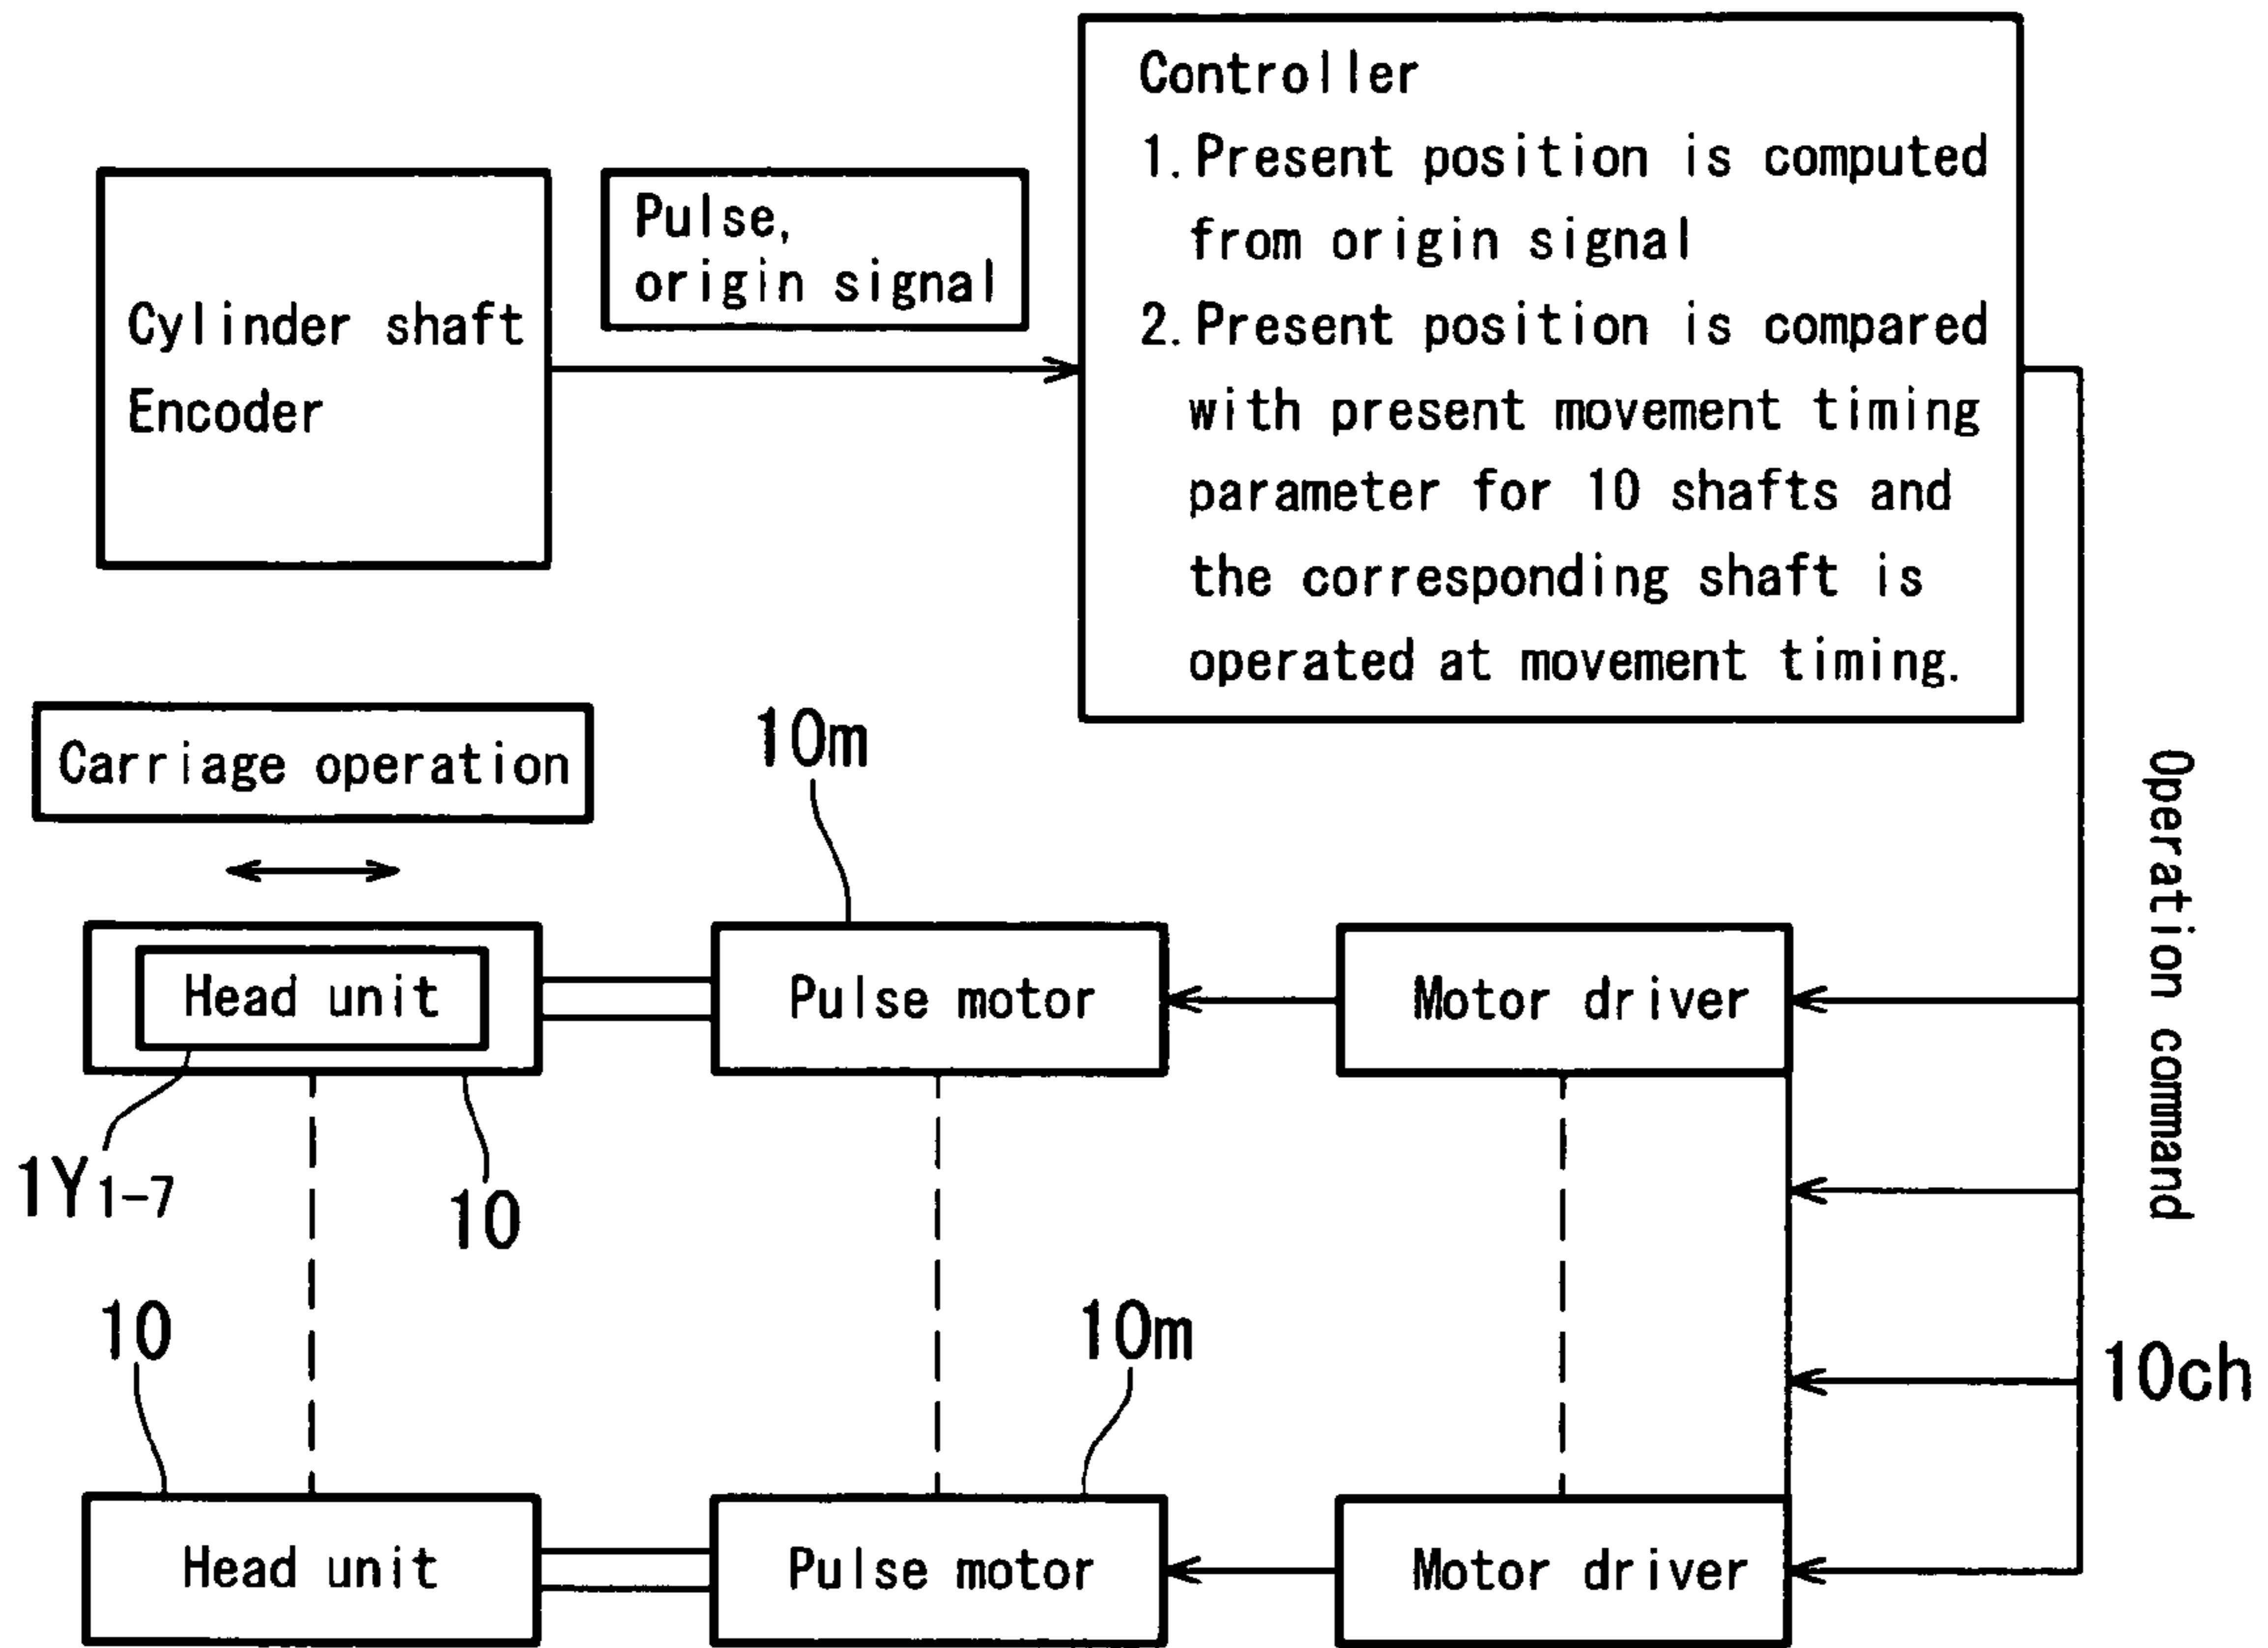 Controller
1. Present position is computed
from origin signal
2. Present position is compared
with present movement timing
parameter for 10 shafts and
the corresponding shaft is
operated at movement timing.
Pulse,
origin signal
Cylinder shaft
Encoder
Carriage operation
10m
Operation command
Head unit
Pulse motor
Motor driver
1Y1-7
10
10
10m
10ch
Head unit
Pulse motor
Motor driver